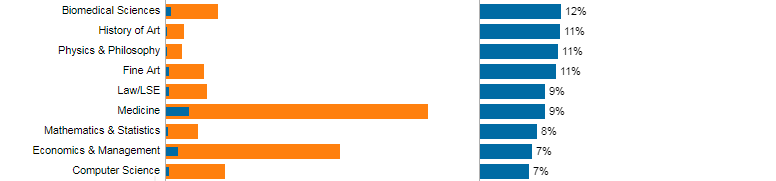 Biomedical Sciences 12%
History of Art 11%
Physics & Philosophy 11%
Fine Art 11%
Law/LSE 9%
Medicine 9%
Mathematics & Statistics 8%
Economics & Management 7%
Computer Science 7%